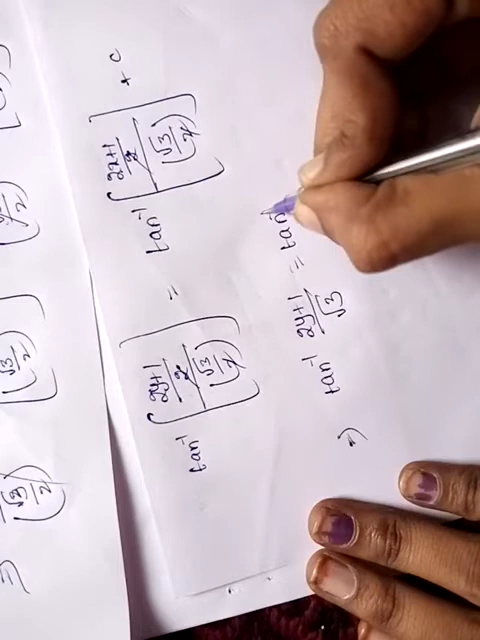 tan⁻¹ [ (2y+1)/2 / (√3/2) ] = tan⁻¹ [ (2x+1)/2 / (√3/2) ] + c
⇒ tan⁻¹ (2y+1)/√3 = tan⁻¹